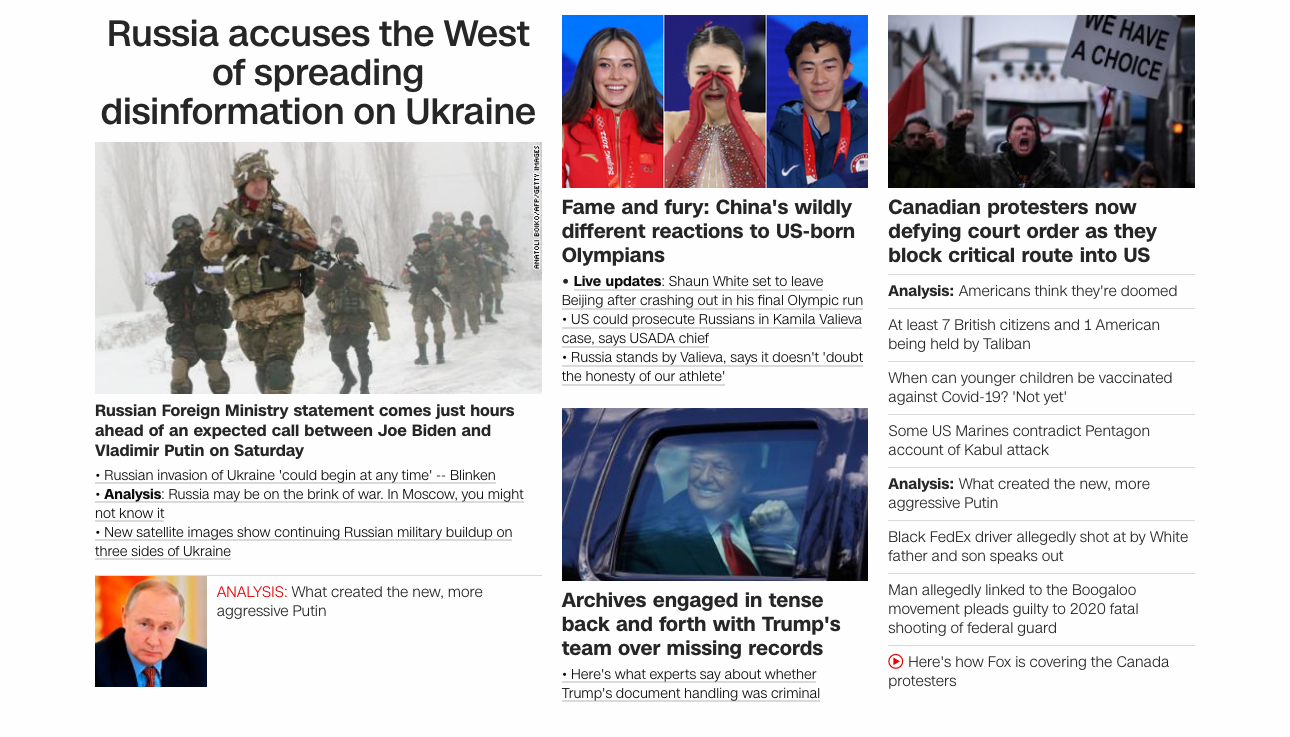 Russia accuses the West
of spreading
disinformation on Ukraine
ANATOLII BOIKO/AFP/GETTY IMAGES
Russian Foreign Ministry statement comes just hours
ahead of an expected call between Joe Biden and
Vladimir Putin on Saturday
• Russian invasion of Ukraine 'could begin at any time' -- Blinken
• Analysis: Russia may be on the brink of war. In Moscow, you might
not know it
• New satellite images show continuing Russian military buildup on
three sides of Ukraine
ANALYSIS: What created the new, more
aggressive Putin
BEIJING 2022
Fame and fury: China's wildly
different reactions to US-born
Olympians
• Live updates: Shaun White set to leave
Beijing after crashing out in his final Olympic run
• US could prosecute Russians in Kamila Valieva
case, says USADA chief
• Russia stands by Valieva, says it doesn't 'doubt
the honesty of our athlete'
Archives engaged in tense
back and forth with Trump's
team over missing records
• Here's what experts say about whether
Trump's document handling was criminal
WE HAVE
A CHOICE
Canadian protesters now
defying court order as they
block critical route into US
Analysis: Americans think they're doomed
At least 7 British citizens and 1 American
being held by Taliban
When can younger children be vaccinated
against Covid-19? 'Not yet'
Some US Marines contradict Pentagon
account of Kabul attack
Analysis: What created the new, more
aggressive Putin
Black FedEx driver allegedly shot at by White
father and son speaks out
Man allegedly linked to the Boogaloo
movement pleads guilty to 2020 fatal
shooting of federal guard
Here's how Fox is covering the Canada
protesters